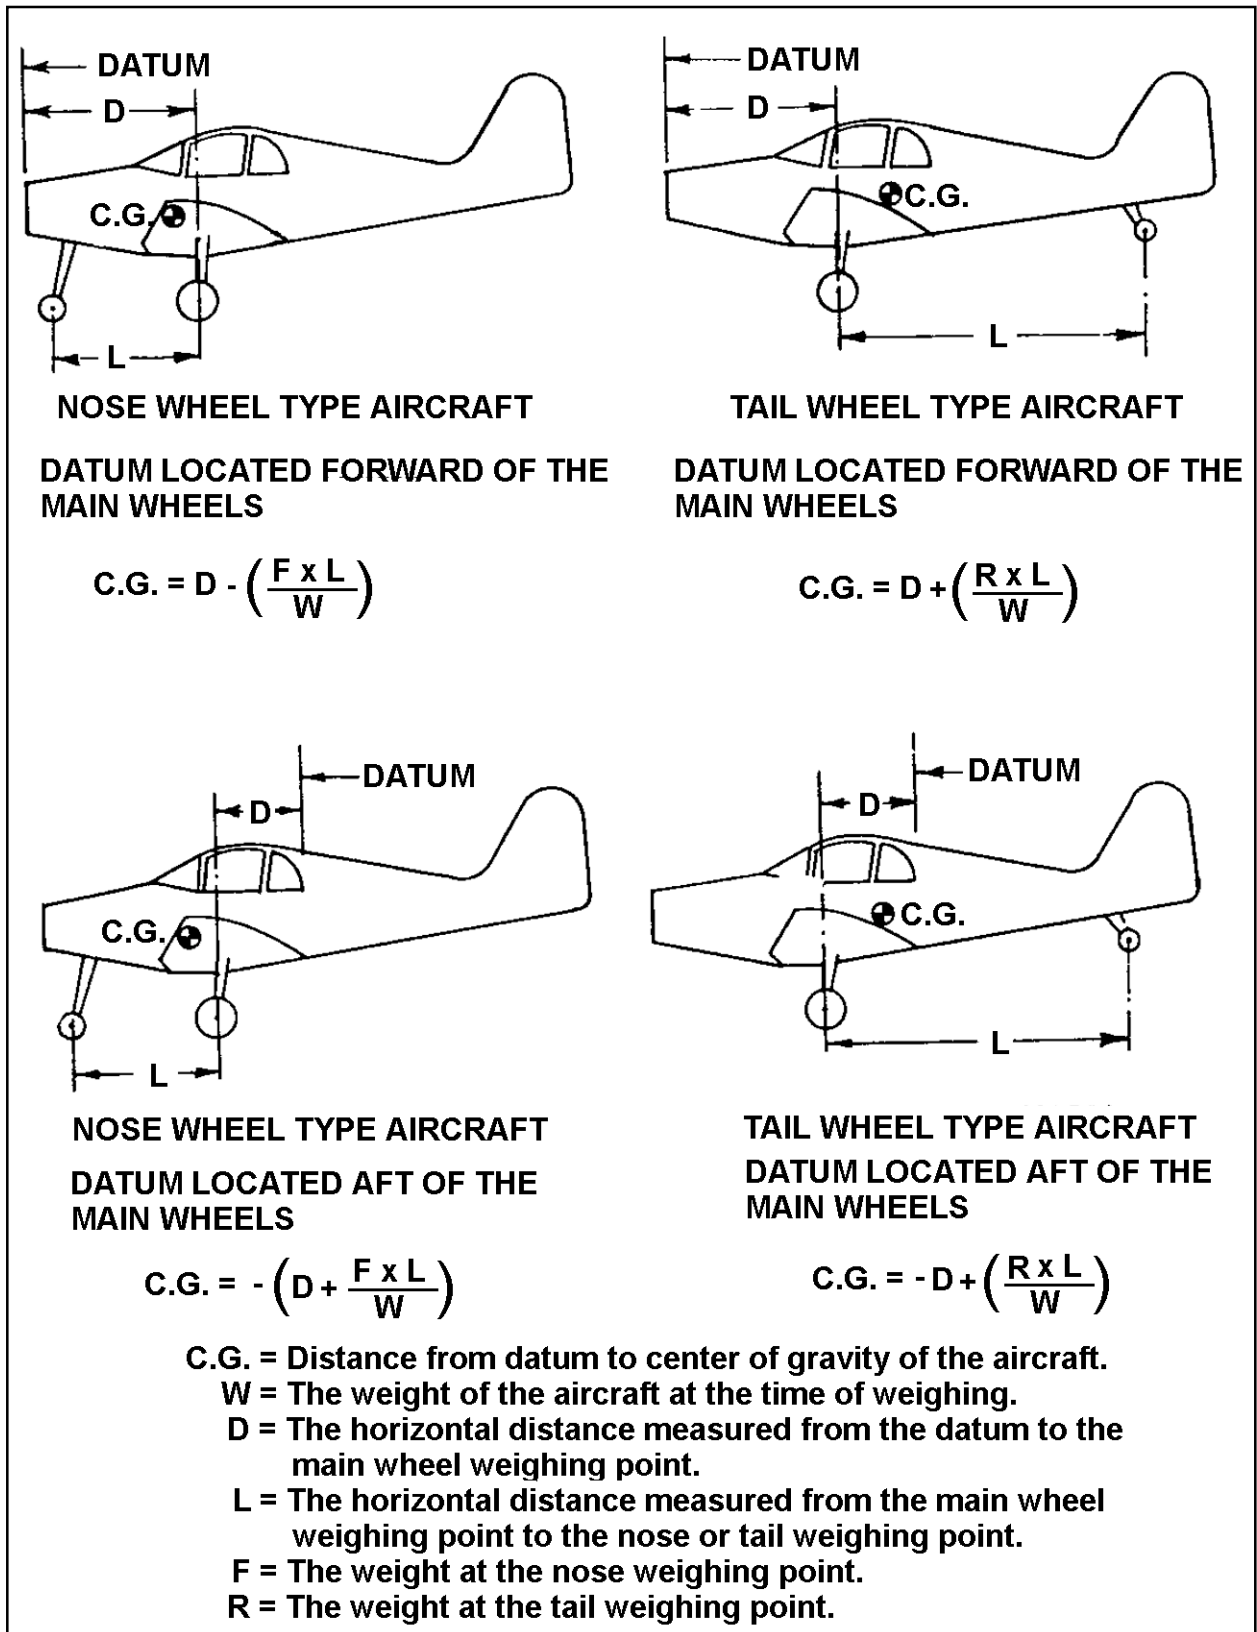 DATUM
D
C.G.
L
NOSE WHEEL TYPE AIRCRAFT
DATUM LOCATED FORWARD OF THE
MAIN WHEELS
C.G. = D - (F x L / W)
DATUM
D
C.G.
L
TAIL WHEEL TYPE AIRCRAFT
DATUM LOCATED FORWARD OF THE
MAIN WHEELS
C.G. = D + (R x L / W)
DATUM
D
C.G.
L
NOSE WHEEL TYPE AIRCRAFT
DATUM LOCATED AFT OF THE
MAIN WHEELS
C.G. = - (D + F x L / W)
DATUM
D
C.G.
L
TAIL WHEEL TYPE AIRCRAFT
DATUM LOCATED AFT OF THE
MAIN WHEELS
C.G. = - D + (R x L / W)
C.G. = Distance from datum to center of gravity of the aircraft.
W = The weight of the aircraft at the time of weighing.
D = The horizontal distance measured from the datum to the
main wheel weighing point.
L = The horizontal distance measured from the main wheel
weighing point to the nose or tail weighing point.
F = The weight at the nose weighing point.
R = The weight at the tail weighing point.